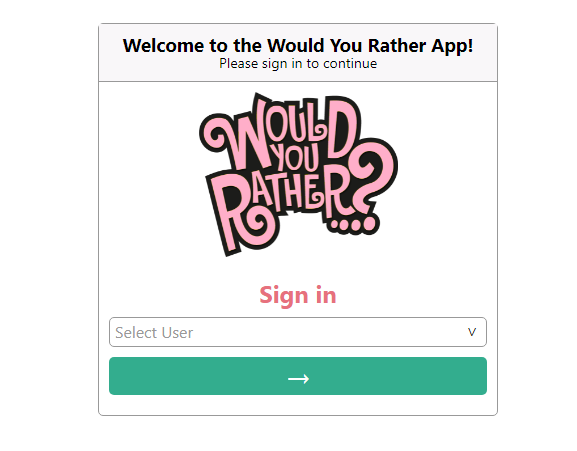 Welcome to the Would You Rather App!
Please sign in to continue
WOULD
YOU
RATHER?...
Sign in
Select User